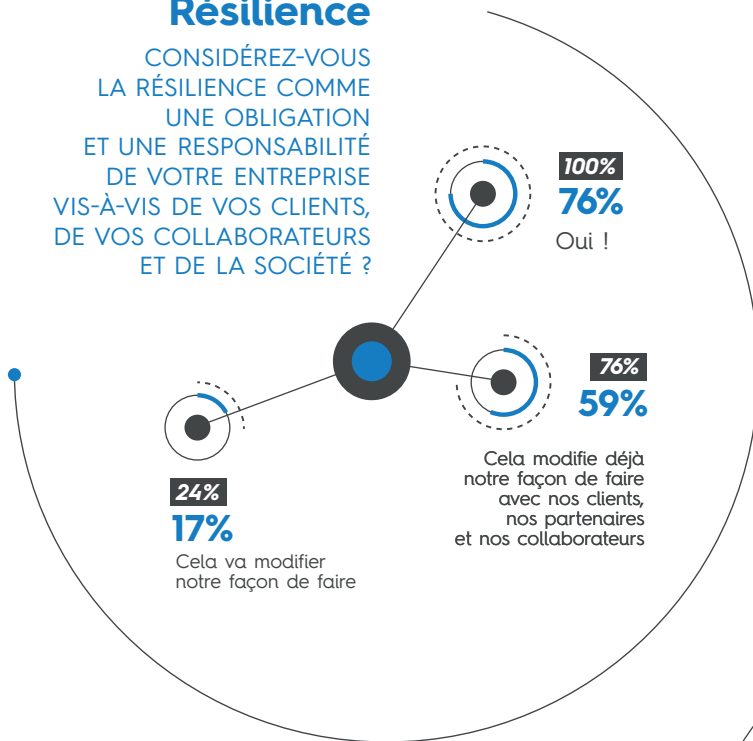 Résilience
CONSIDÉREZ-VOUS
LA RÉSILIENCE COMME
UNE OBLIGATION
ET UNE RESPONSABILITÉ
DE VOTRE ENTREPRISE
VIS-À-VIS DE VOS CLIENTS,
DE VOS COLLABORATEURS
ET DE LA SOCIÉTÉ ?
100%
76%
Oui !
76%
59%
Cela modifie déjà
notre façon de faire
avec nos clients,
nos partenaires
et nos collaborateurs
24%
17%
Cela va modifier
notre façon de faire